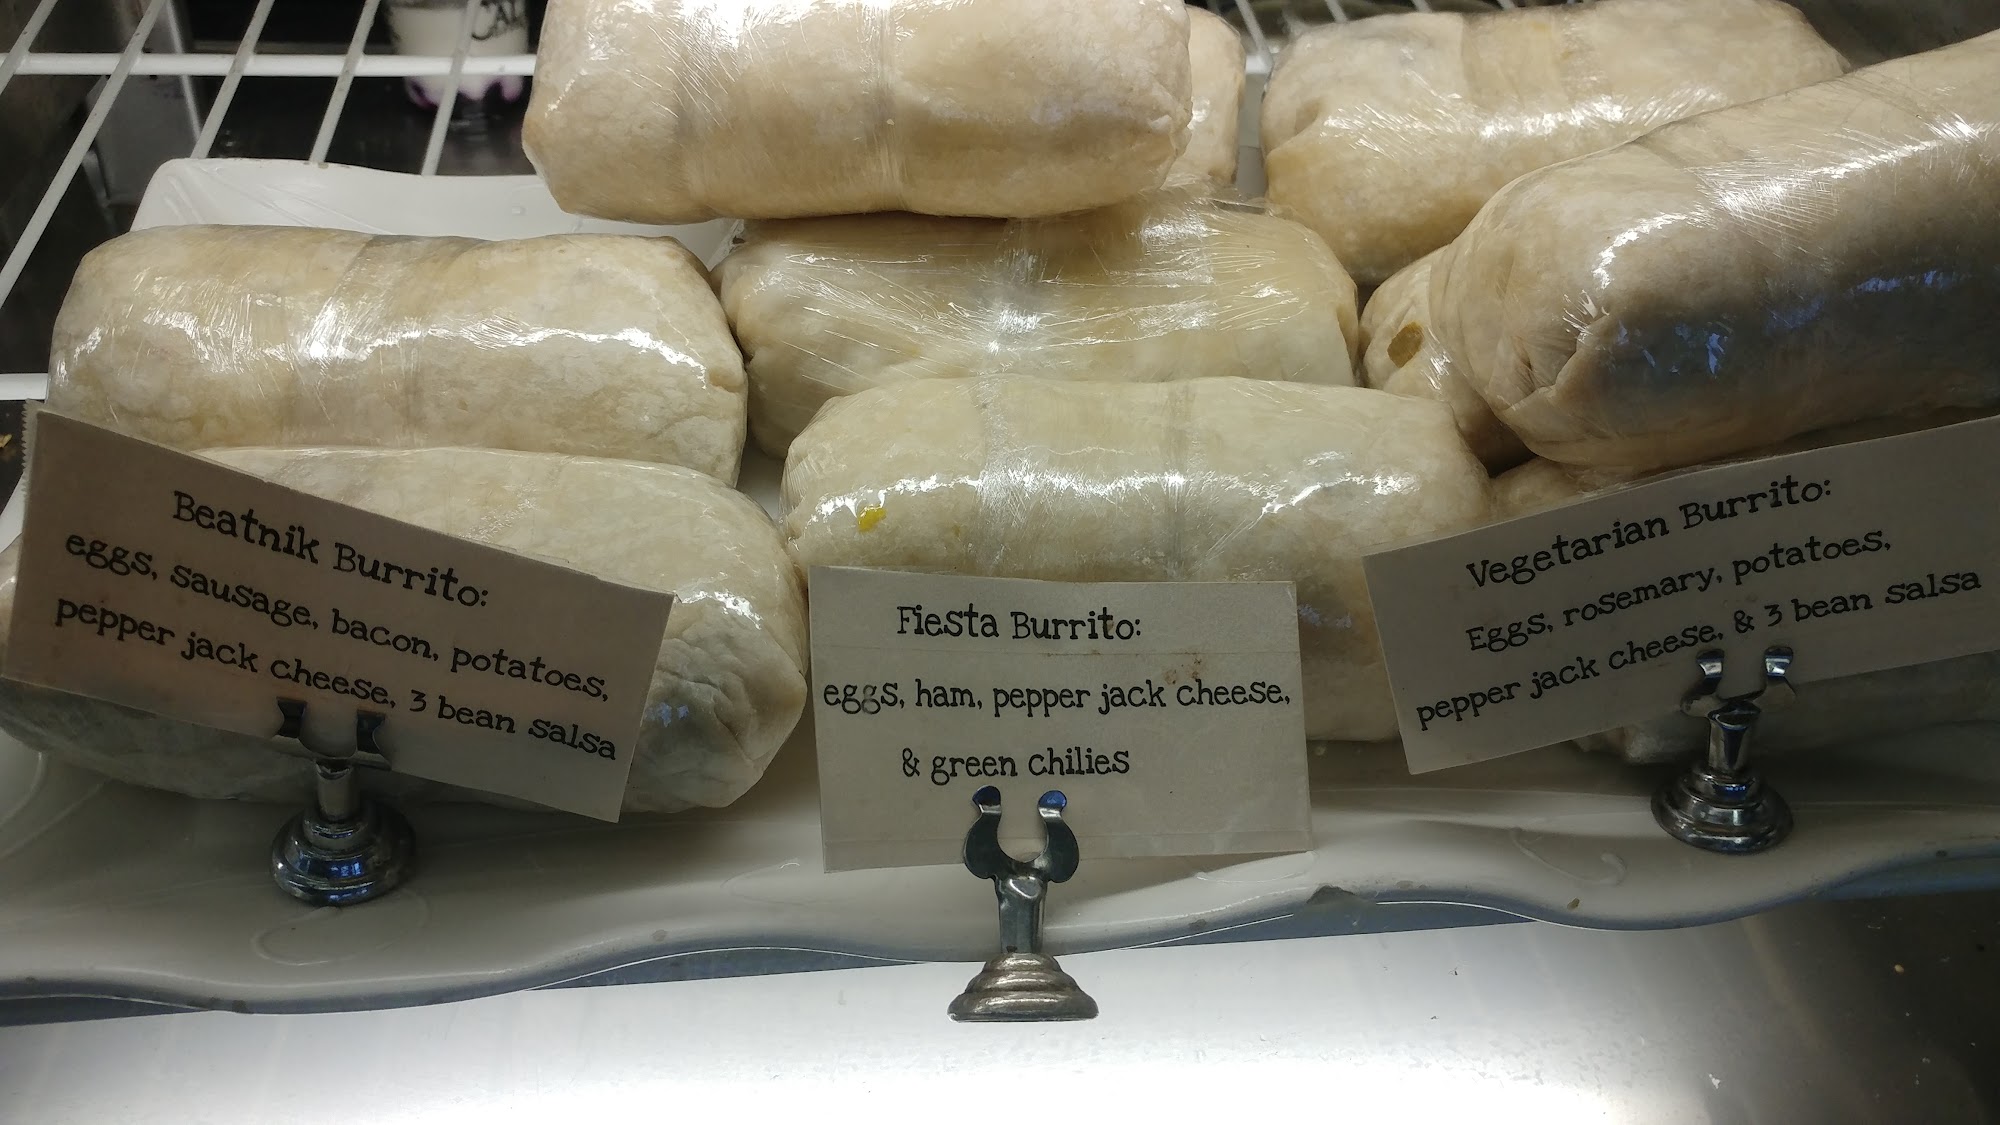 Beatnik Burrito:
eggs, sausage, bacon, potatoes,
pepper jack cheese, 3 bean salsa
Fiesta Burrito:
eggs, ham, pepper jack cheese,
& green chilies
Vegetarian Burrito:
Eggs, rosemary, potatoes,
pepper jack cheese, & 3 bean salsa